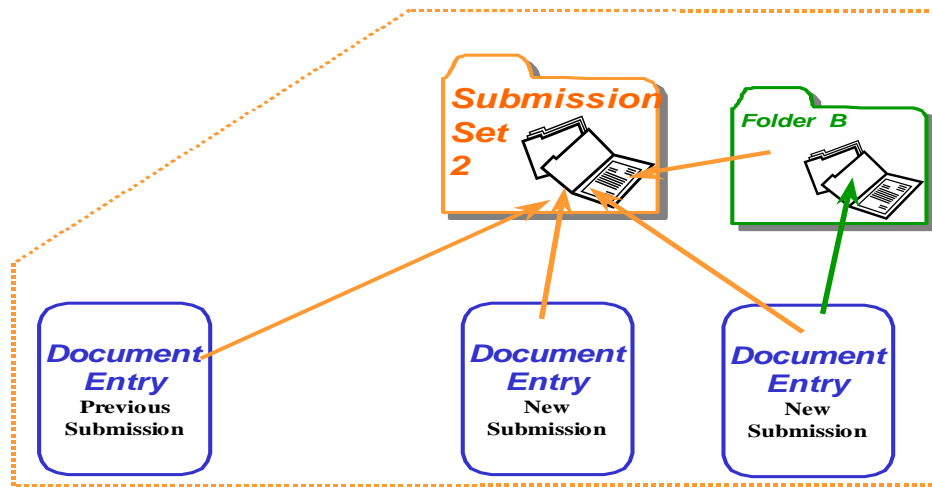 Submission
Set
2
Folder B
Document
Entry
Previous
Submission
Document
Entry
New
Submission
Document
Entry
New
Submission